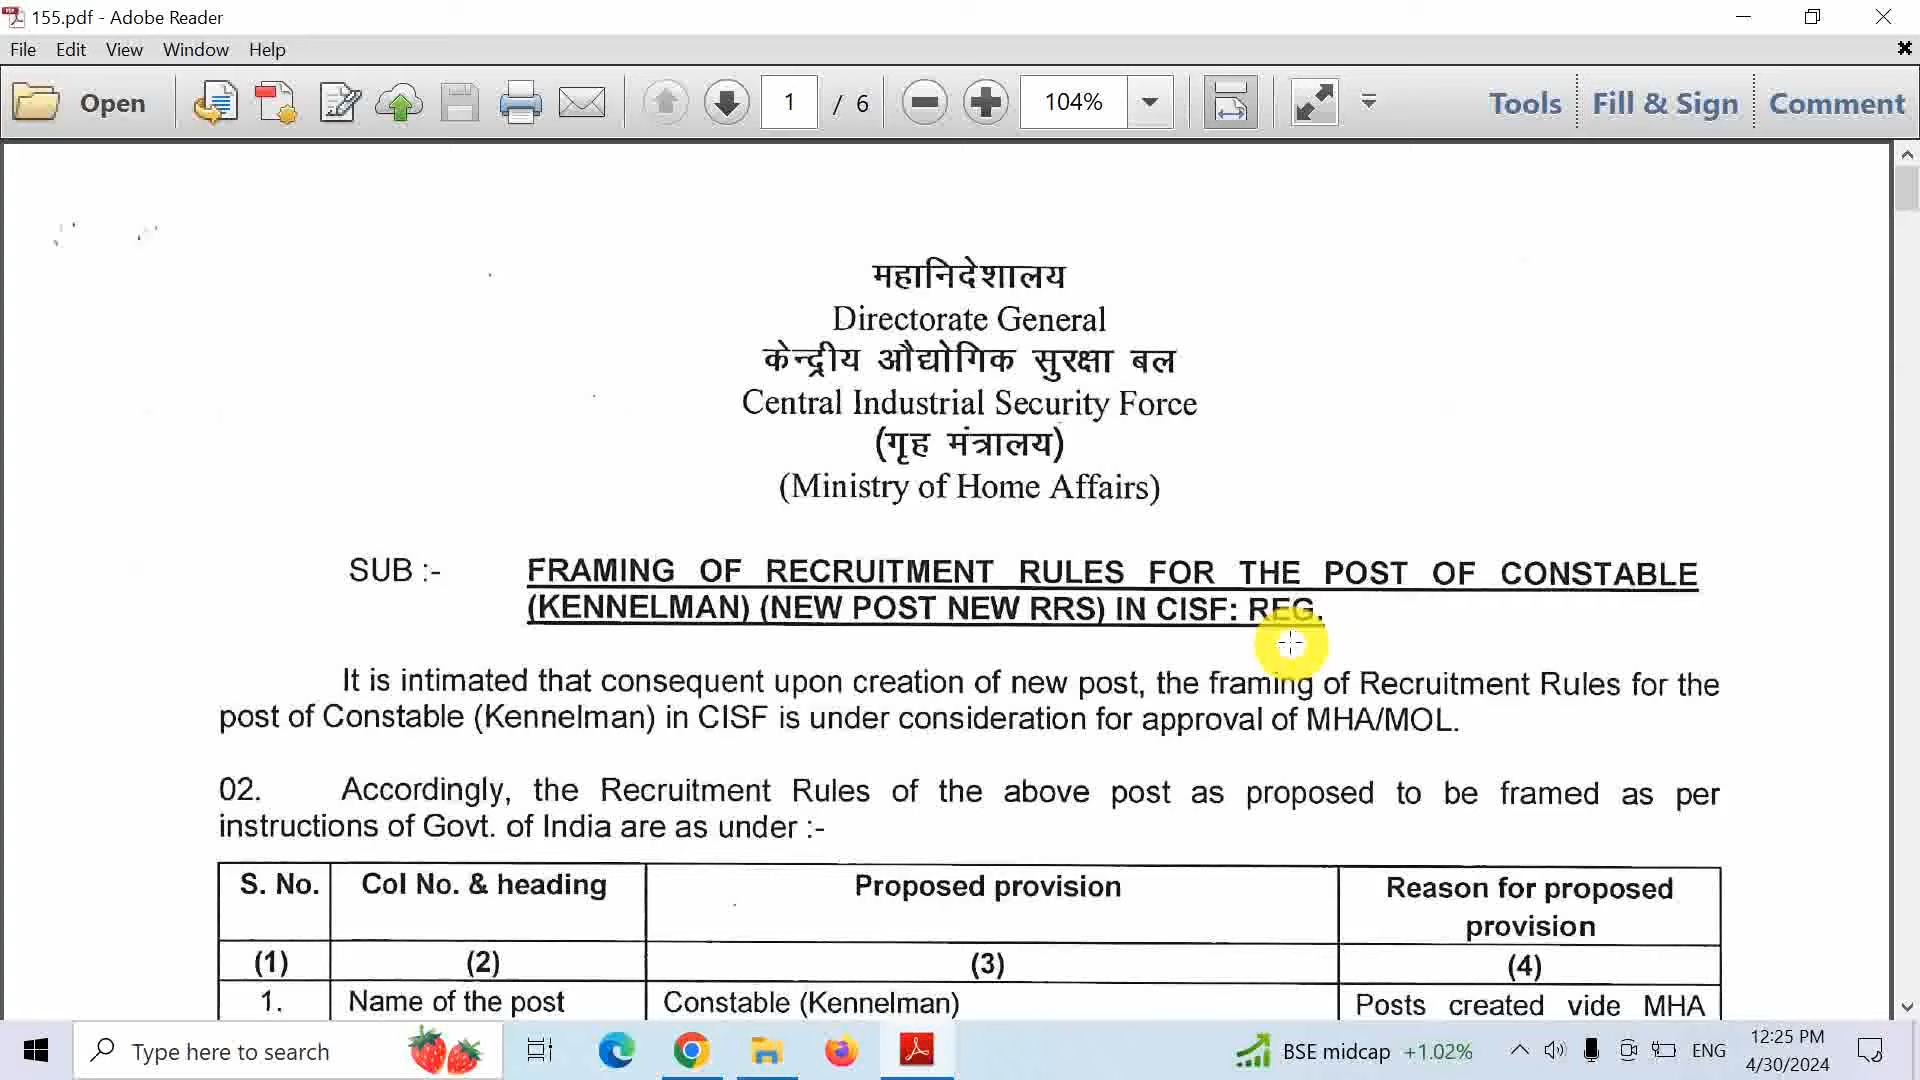 155.pdf - Adobe Reader
File Edit View Window Help
Open 1 / 6 104% Tools Fill & Sign Comment
महानिदेशालय
Directorate General
केन्द्रीय औद्योगिक सुरक्षा बल
Central Industrial Security Force
(गृह मंत्रालय)
(Ministry of Home Affairs)
SUB :- FRAMING OF RECRUITMENT RULES FOR THE POST OF CONSTABLE
(KENNELMAN) (NEW POST NEW RRS) IN CISF: REG.
It is intimated that consequent upon creation of new post, the framing of Recruitment Rules for the
post of Constable (Kennelman) in CISF is under consideration for approval of MHA/MOL.
02. Accordingly, the Recruitment Rules of the above post as proposed to be framed as per
instructions of Govt. of India are as under :-
S. No. Col No. & heading Proposed provision Reason for proposed
provision
(1) (2) (3) (4)
1. Name of the post Constable (Kennelman) Posts created vide MHA
Type here to search BSE midcap +1.02% ENG 12:25 PM
4/30/2024